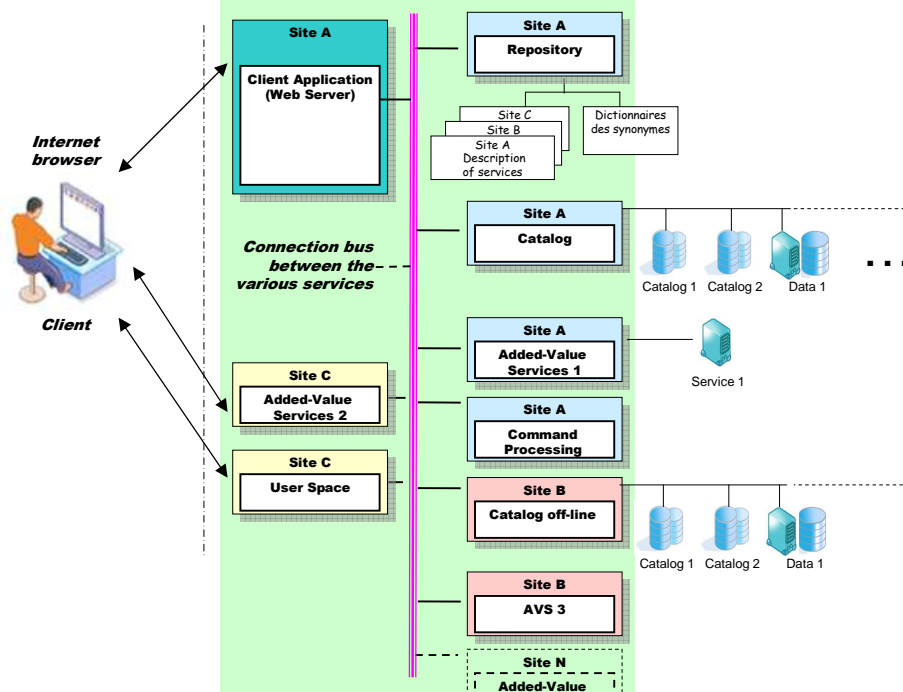 Site A
Client Application
(Web Server)
Internet
browser
Client
Connection bus
between the
various services
Site C
Added-Value
Services 2
Site C
User Space
Site A
Repository
Site C
Site B
Site A
Description
of services
Dictionnaires
des synonymes
Site A
Catalog
Catalog 1
Catalog 2
Data 1
...
Site A
Added-Value
Services 1
Service 1
Site A
Command
Processing
Site B
Catalog off-line
Catalog 1
Catalog 2
Data 1
Site B
AVS 3
Site N
Added-Value